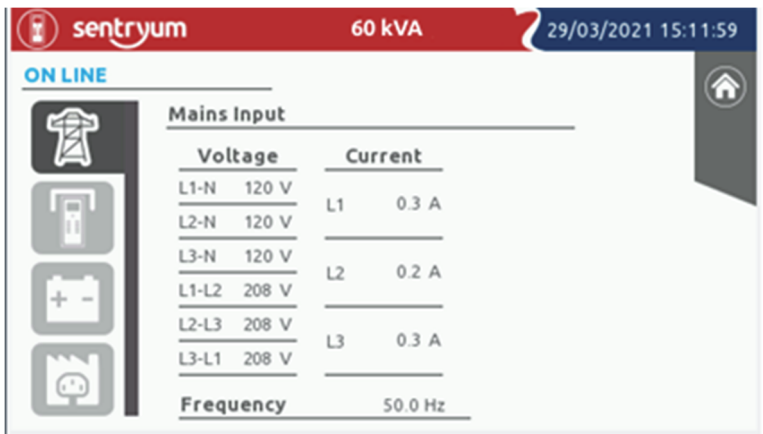 sentryum 60 kVA 29/03/2021 15:11:59
ON LINE
Mains Input
Voltage Current
L1-N 120 V
L1 0.3 A
L2-N 120 V
L3-N 120 V
L2 0.2 A
L1-L2 208 V
L2-L3 208 V
L3 0.3 A
L3-L1 208 V
Frequency 50.0 Hz